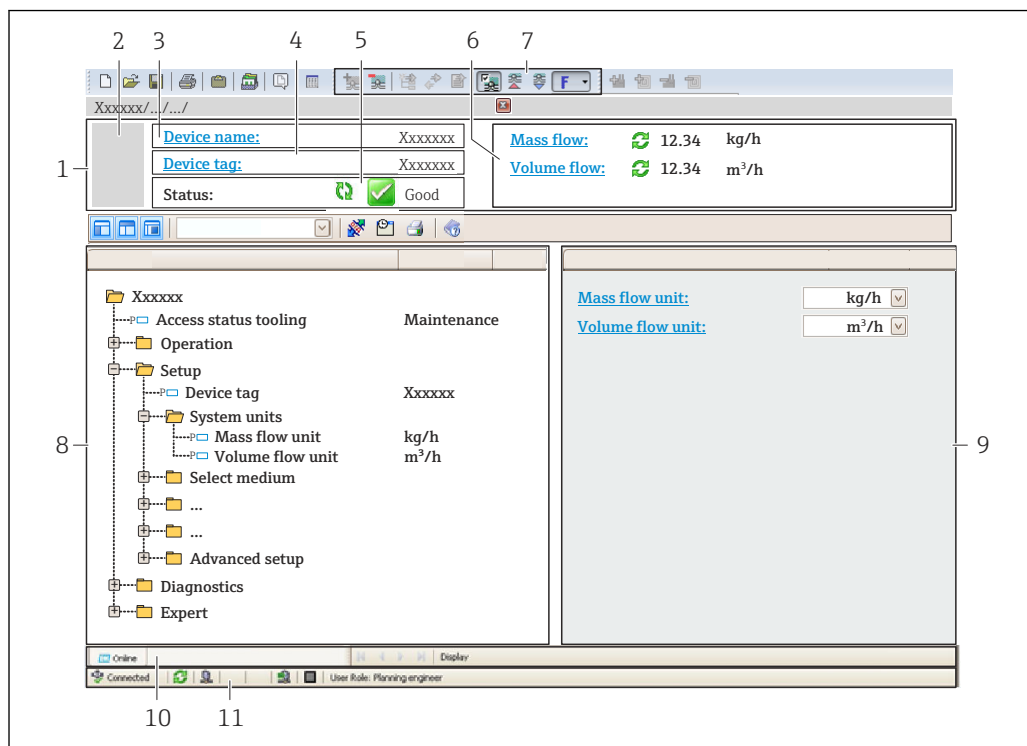 2 3 4 5 6 7
F
Xxxxxx/.../.../
1
Device name: Xxxxxxx
Device tag: Xxxxxxx
Status: Good
Mass flow: 12.34 kg/h
Volume flow: 12.34 m³/h
Xxxxxx
P Access status tooling Maintenance
Operation
Setup
P Device tag Xxxxxx
System units
P Mass flow unit kg/h
P Volume flow unit m³/h
Select medium
...
...
Advanced setup
Diagnostics
Expert
8
Mass flow unit: kg/h
Volume flow unit: m³/h
9
Online Display
Connected User Role: Planning engineer
10 11